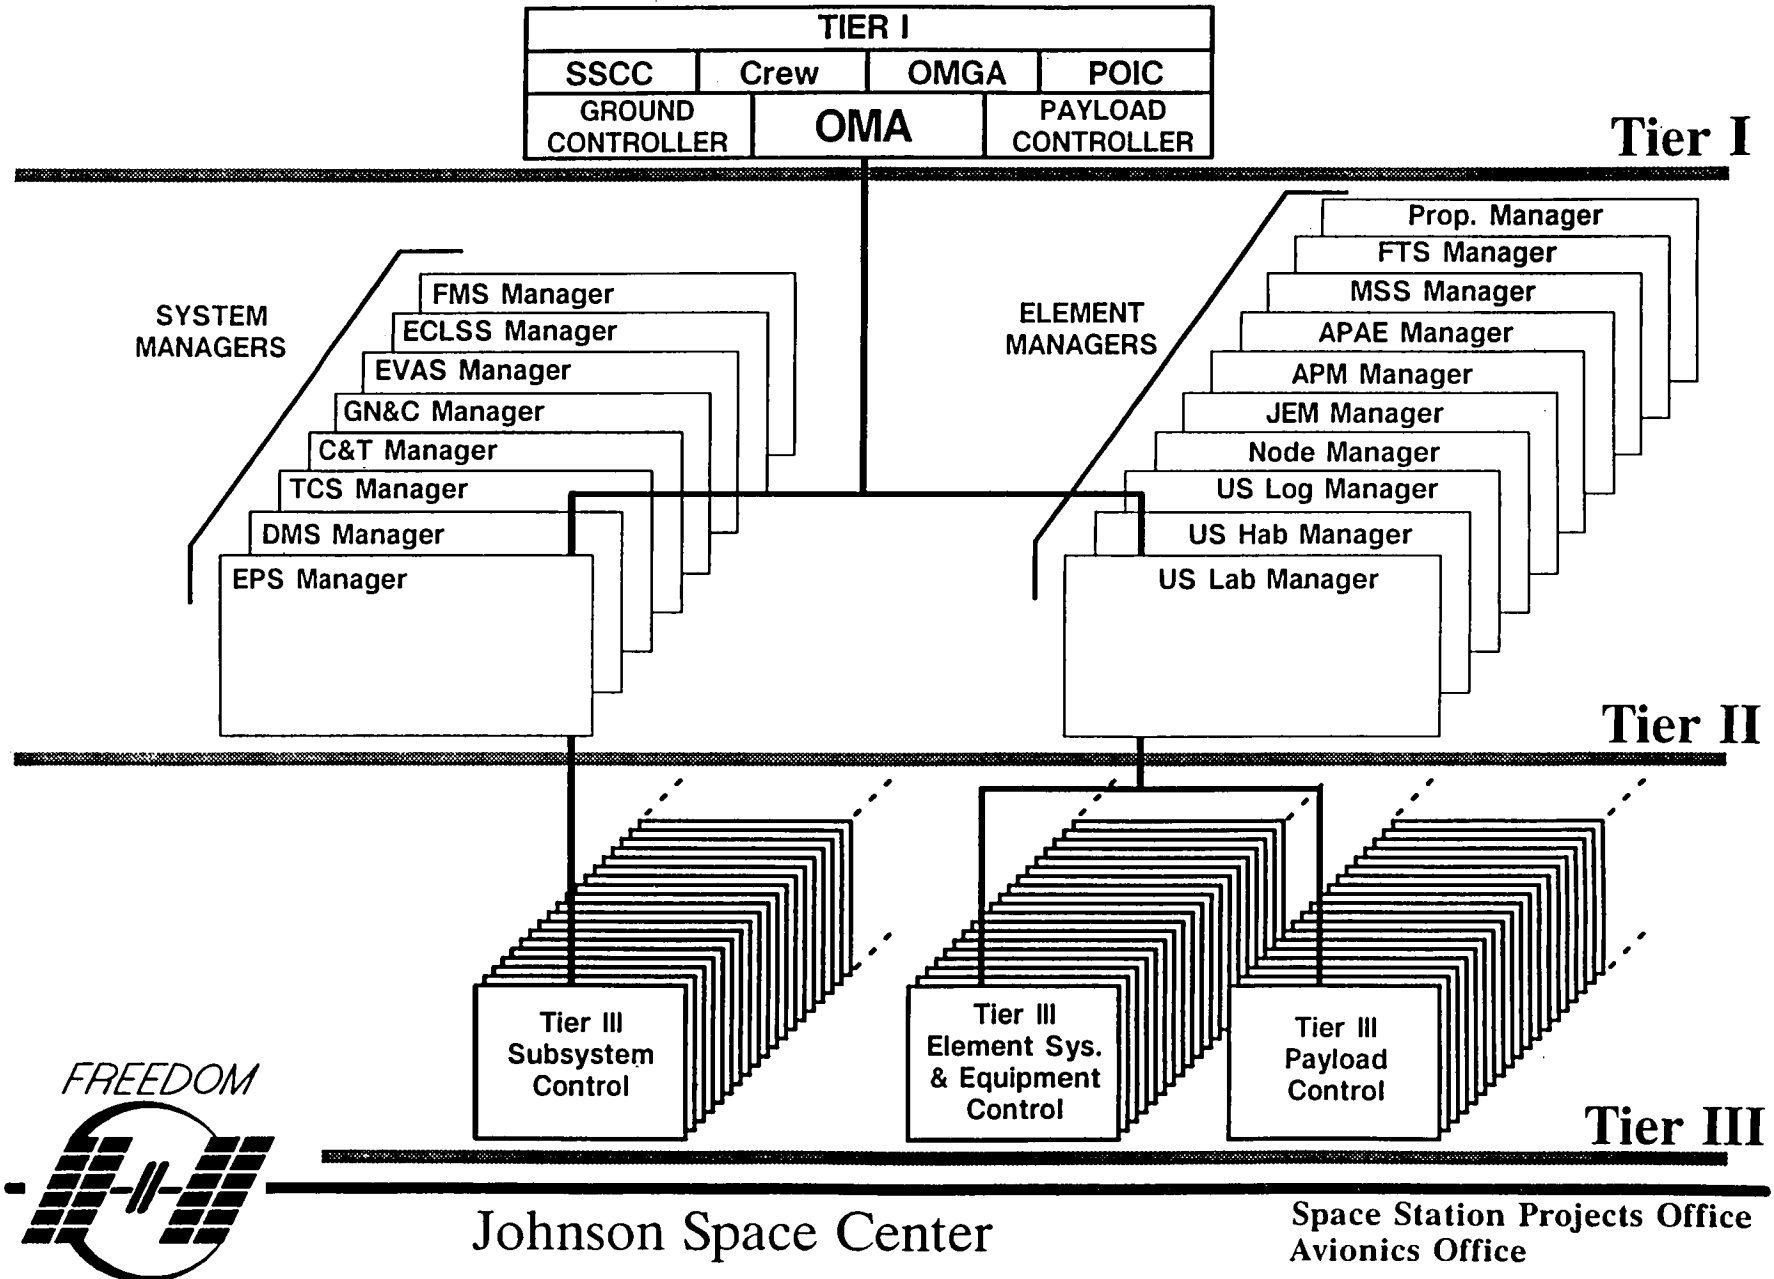 TIER I
SSCC Crew OMGA POIC
GROUND
CONTROLLER
OMA
PAYLOAD
CONTROLLER
Tier I
SYSTEM
MANAGERS
FMS Manager
ECLSS Manager
EVAS Manager
GN&C Manager
C&T Manager
TCS Manager
DMS Manager
EPS Manager
ELEMENT
MANAGERS
Prop. Manager
FTS Manager
MSS Manager
APAE Manager
APM Manager
JEM Manager
Node Manager
US Log Manager
US Hab Manager
US Lab Manager
Tier II
Tier III
Subsystem
Control
Tier III
Element Sys.
& Equipment
Control
Tier III
Payload
Control
Tier III
FREEDOM
Johnson Space Center
Space Station Projects Office
Avionics Office